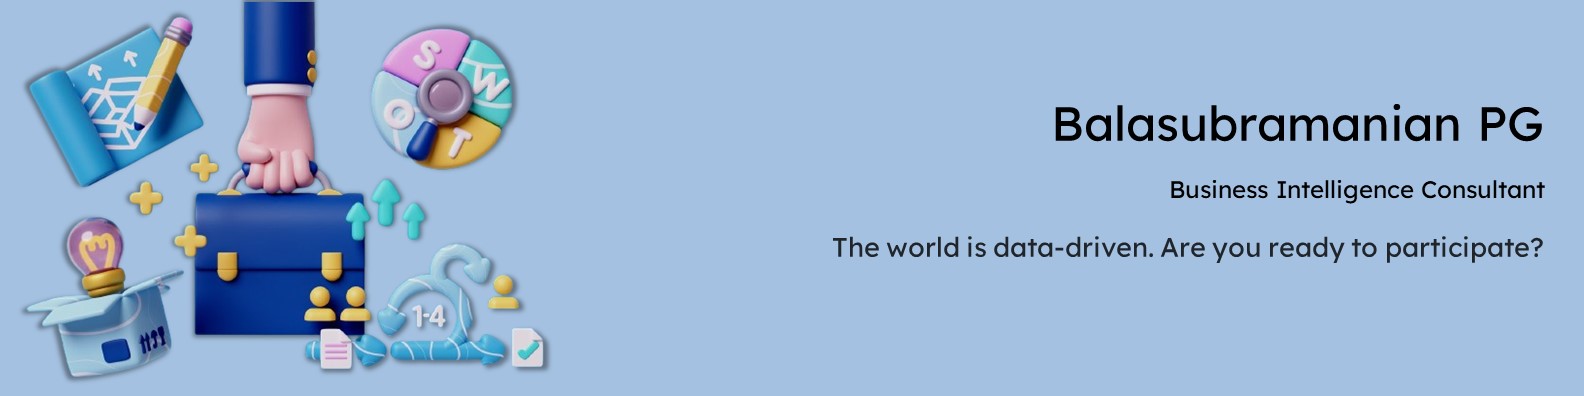 S
W
O
T
1-4
Balasubramanian PG
Business Intelligence Consultant
The world is data-driven. Are you ready to participate?